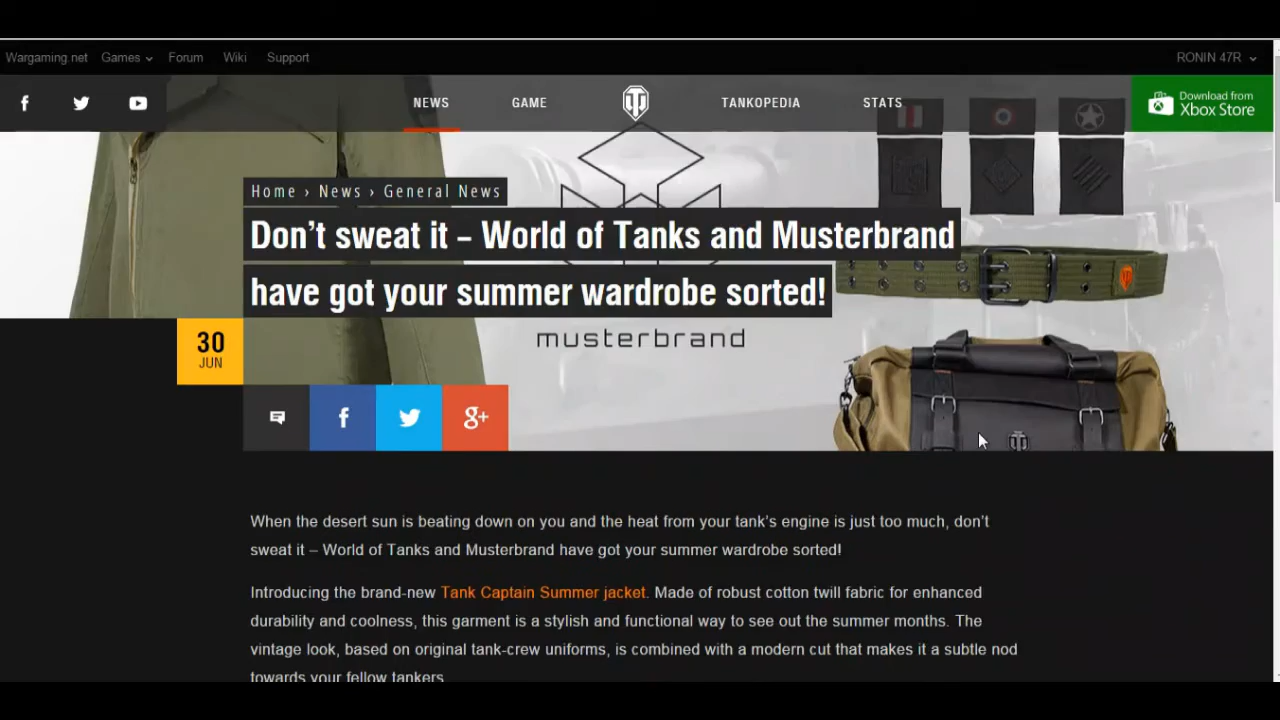 Wargaming.net Games Forum Wiki Support RONIN 47R
NEWS GAME TANKOPEDIA STATS Download from
Xbox Store
Home › News › General News
Don't sweat it – World of Tanks and Musterbrand
have got your summer wardrobe sorted!
musterbrand
30
JUN
When the desert sun is beating down on you and the heat from your tank's engine is just too much, don't
sweat it – World of Tanks and Musterbrand have got your summer wardrobe sorted!
Introducing the brand-new Tank Captain Summer jacket. Made of robust cotton twill fabric for enhanced
durability and coolness, this garment is a stylish and functional way to see out the summer months. The
vintage look, based on original tank-crew uniforms, is combined with a modern cut that makes it a subtle nod
towards your fellow tankers.